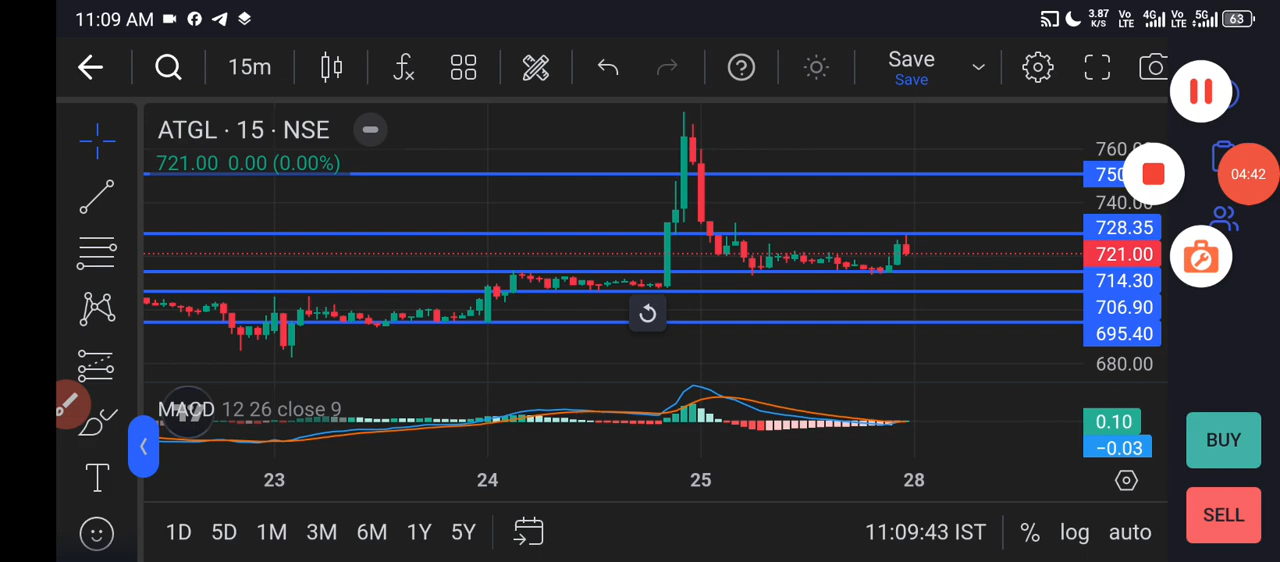 11:09 AM
3.87 K/S Vo LTE 4G Vo LTE 5G 63
15m
Save
Save
ATGL · 15 · NSE
721.00 0.00 (0.00%)
750
740.00
728.35
721.00
714.30
706.90
695.40
680.00
04:42
MACD 12 26 close 9
0.10
−0.03
23 24 25 28
BUY
SELL
1D 5D 1M 3M 6M 1Y 5Y
11:09:43 IST % log auto
T